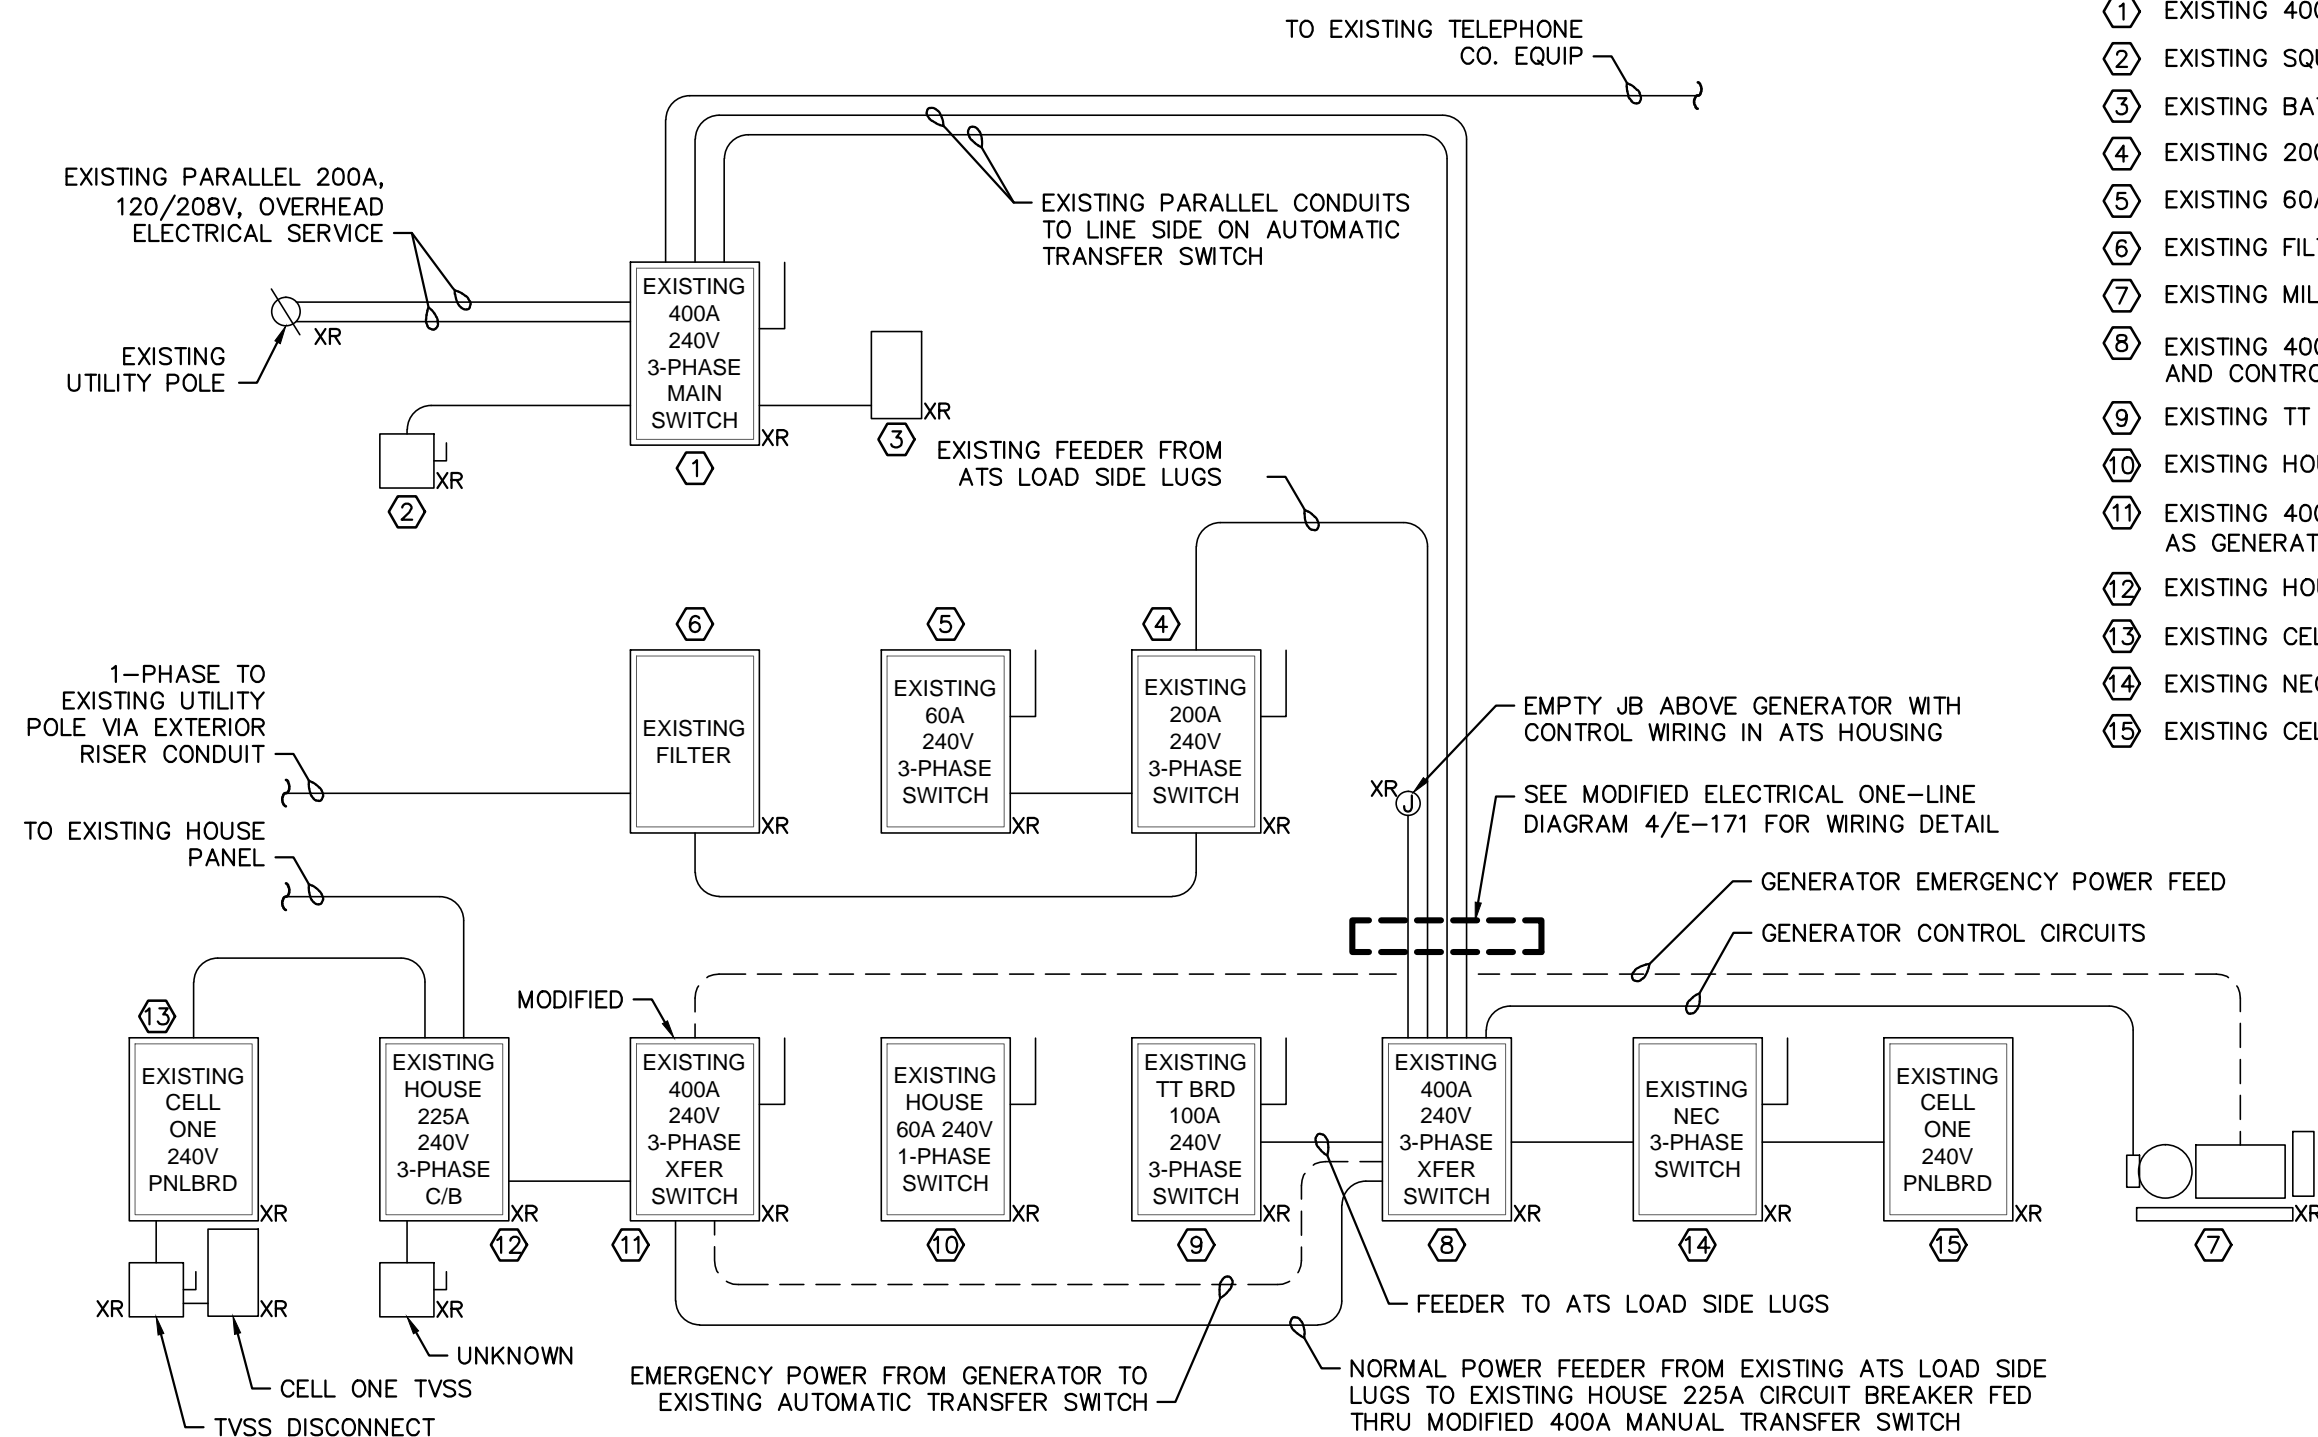 TO EXISTING TELEPHONE
CO. EQUIP
EXISTING PARALLEL 200A,
120/208V, OVERHEAD
ELECTRICAL SERVICE
EXISTING PARALLEL CONDUITS
TO LINE SIDE ON AUTOMATIC
TRANSFER SWITCH
EXISTING
400A
240V
3-PHASE
MAIN
SWITCH
XR
1
XR
EXISTING
UTILITY POLE
XR
2
XR
3
EXISTING FEEDER FROM
ATS LOAD SIDE LUGS
6
EXISTING
FILTER
XR
5
EXISTING
60A
240V
3-PHASE
SWITCH
XR
4
EXISTING
200A
240V
3-PHASE
SWITCH
XR
1-PHASE TO
EXISTING UTILITY
POLE VIA EXTERIOR
RISER CONDUIT
TO EXISTING HOUSE
PANEL
EMPTY JB ABOVE GENERATOR WITH
CONTROL WIRING IN ATS HOUSING
XR
J
SEE MODIFIED ELECTRICAL ONE-LINE
DIAGRAM 4/E-171 FOR WIRING DETAIL
GENERATOR EMERGENCY POWER FEED
GENERATOR CONTROL CIRCUITS
MODIFIED
13
EXISTING
CELL
ONE
240V
PNLBRD
XR
EXISTING
HOUSE
225A
240V
3-PHASE
C/B
XR
12
EXISTING
400A
240V
3-PHASE
XFER
SWITCH
XR
11
EXISTING
HOUSE
60A 240V
1-PHASE
SWITCH
XR
10
EXISTING
TT BRD
100A
240V
3-PHASE
SWITCH
XR
9
EXISTING
400A
240V
3-PHASE
XFER
SWITCH
XR
8
EXISTING
NEC
3-PHASE
SWITCH
XR
14
EXISTING
CELL
ONE
240V
PNLBRD
XR
15
XR
7
XR
XR
XR
UNKNOWN
CELL ONE TVSS
TVSS DISCONNECT
EMERGENCY POWER FROM GENERATOR TO
EXISTING AUTOMATIC TRANSFER SWITCH
FEEDER TO ATS LOAD SIDE LUGS
NORMAL POWER FEEDER FROM EXISTING ATS LOAD SIDE
LUGS TO EXISTING HOUSE 225A CIRCUIT BREAKER FED
THRU MODIFIED 400A MANUAL TRANSFER SWITCH
1 EXISTING
2 EXISTING
3 EXISTING
4 EXISTING
5 EXISTING
6 EXISTING
7 EXISTING
8 EXISTING
AND
9 EXISTING TT
10 EXISTING
11 EXISTING
AS
12 EXISTING
13 EXISTING
14 EXISTING
15 EXISTING